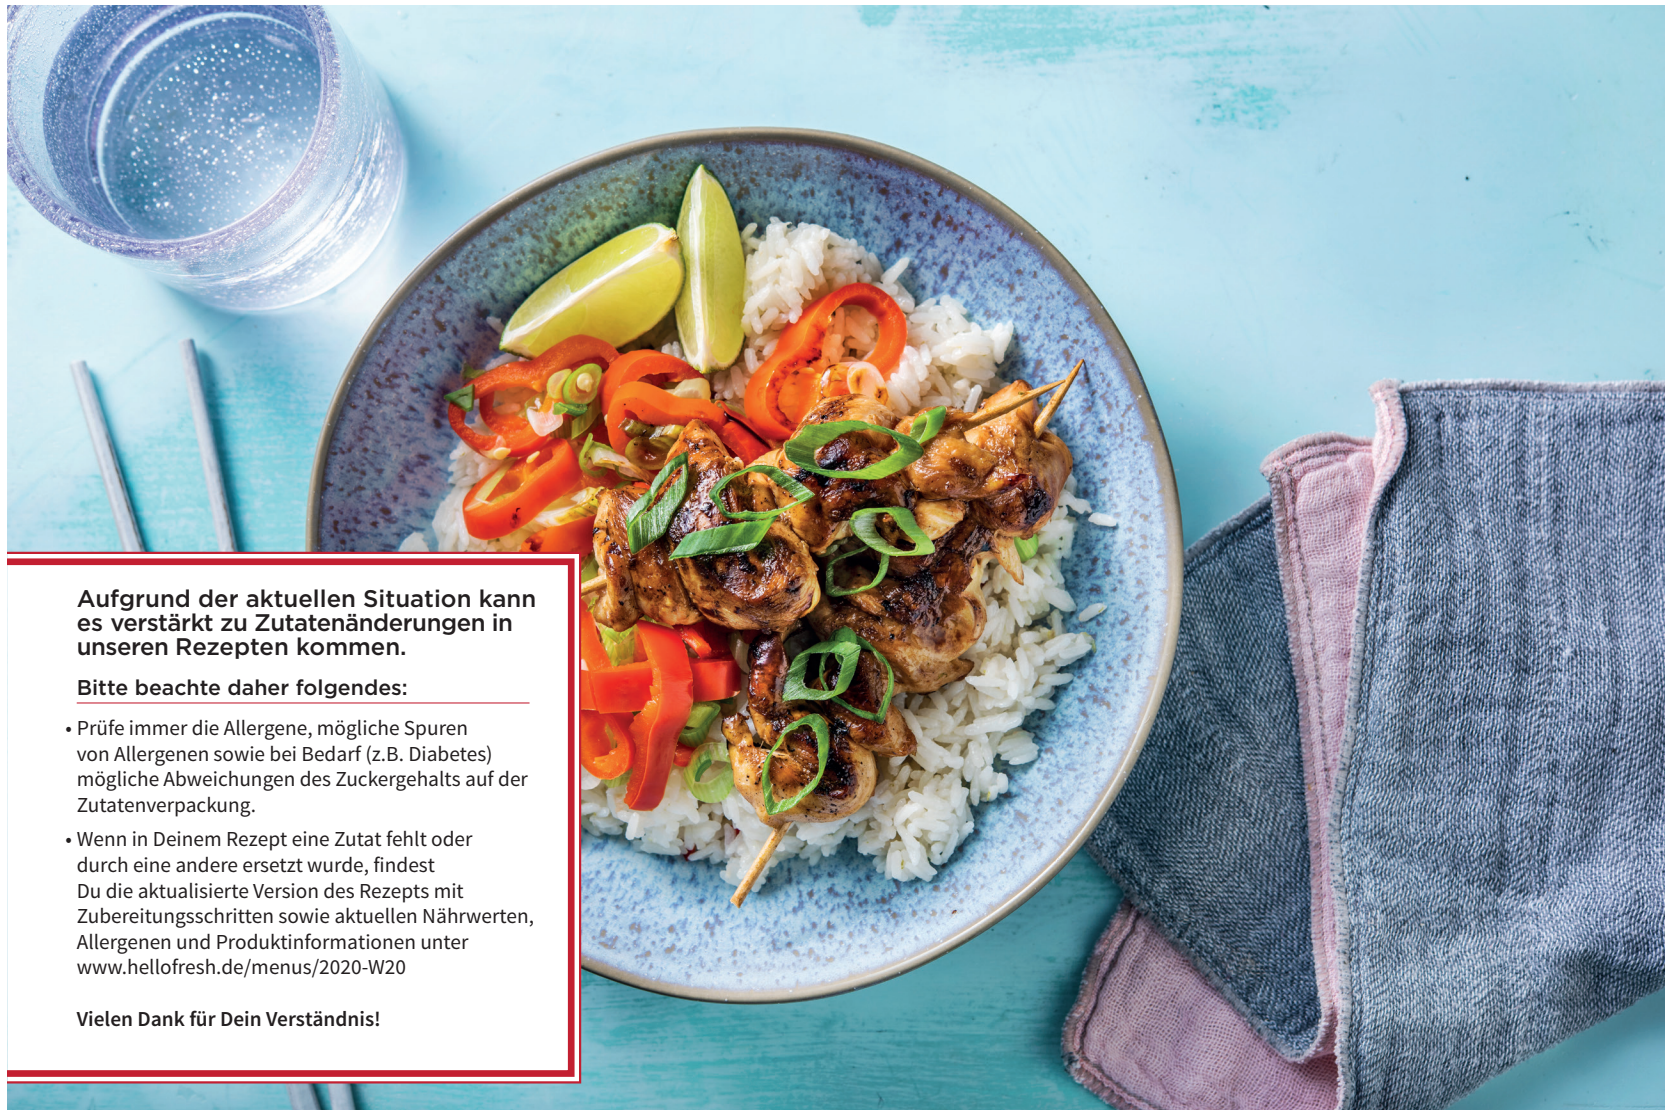 Aufgrund der aktuellen Situation kann
es verstärkt zu Zutatenänderungen in
unseren Rezepten kommen.
Bitte beachte daher folgendes:
• Prüfe immer die Allergene, mögliche Spuren
von Allergenen sowie bei Bedarf (z.B. Diabetes)
mögliche Abweichungen des Zuckergehalts auf der
Zutatenverpackung.
• Wenn in Deinem Rezept eine Zutat fehlt oder
durch eine andere ersetzt wurde, findest
Du die aktualisierte Version des Rezepts mit
Zubereitungsschritten sowie aktuellen Nährwerten,
Allergenen und Produktinformationen unter
www.hellofresh.de/menus/2020-W20
Vielen Dank für Dein Verständnis!